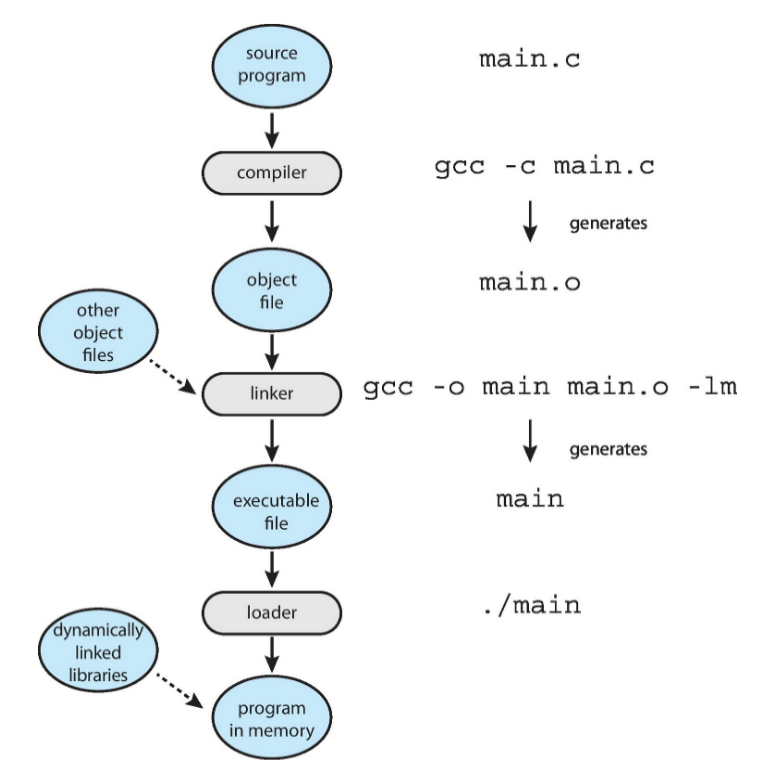 source
program
main.c
compiler
gcc -c main.c
generates
object
file
main.o
other
object
files
linker
gcc -o main main.o -lm
generates
executable
file
main
loader
./main
dynamically
linked
libraries
program
in memory